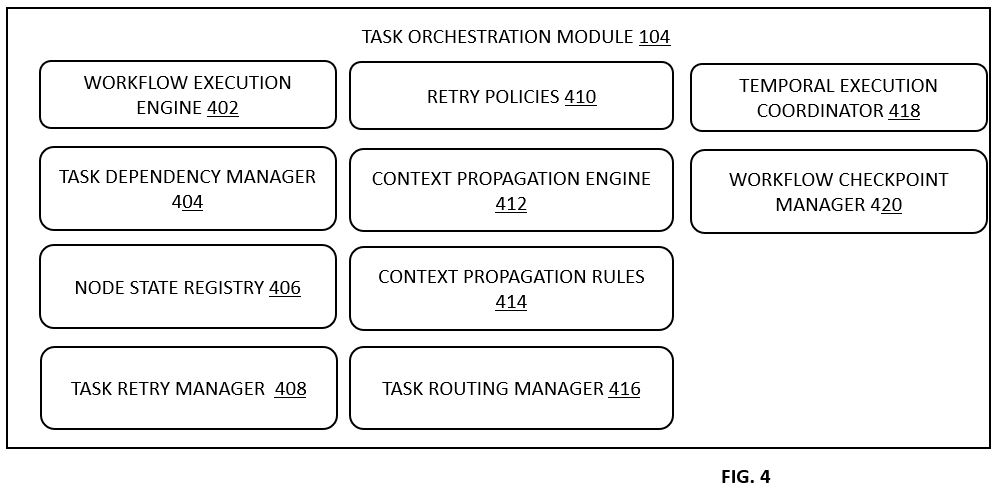 TASK ORCHESTRATION MODULE 104
WORKFLOW EXECUTION
ENGINE 402
TASK DEPENDENCY MANAGER
404
NODE STATE REGISTRY 406
TASK RETRY MANAGER 408
RETRY POLICIES 410
CONTEXT PROPAGATION ENGINE
412
CONTEXT PROPAGATION RULES
414
TASK ROUTING MANAGER 416
TEMPORAL EXECUTION
COORDINATOR 418
WORKFLOW CHECKPOINT
MANAGER 420
FIG. 4